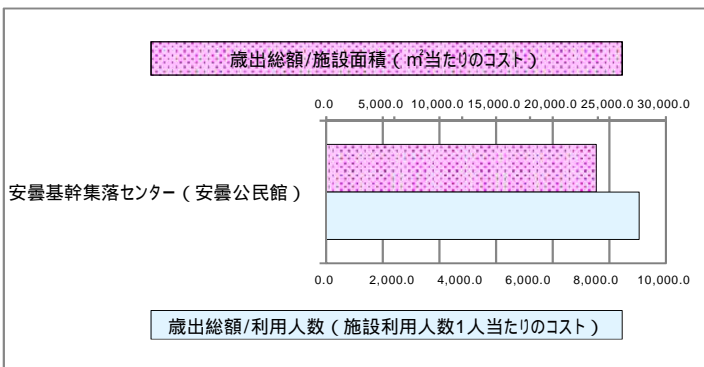 歳出総額/施設面積（㎡当たりのコスト）
0.0 5,000.0 10,000.0 15,000.0 20,000.0 25,000.0 30,000.0
安曇基幹集落センター（安曇公民館）
0.0 2,000.0 4,000.0 6,000.0 8,000.0 10,000.0
歳出総額/利用人数（施設利用人数1人当たりのコスト）